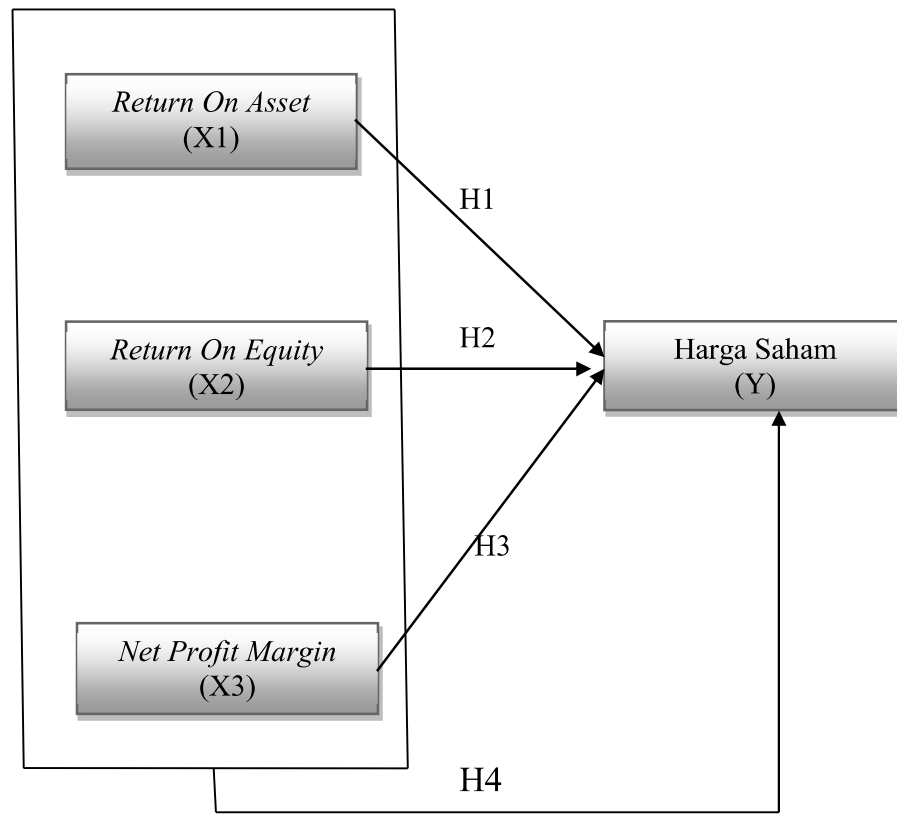 Return On Asset
(X1)
H1
Return On Equity
(X2)
H2
Harga Saham
(Y)
H3
Net Profit Margin
(X3)
H4